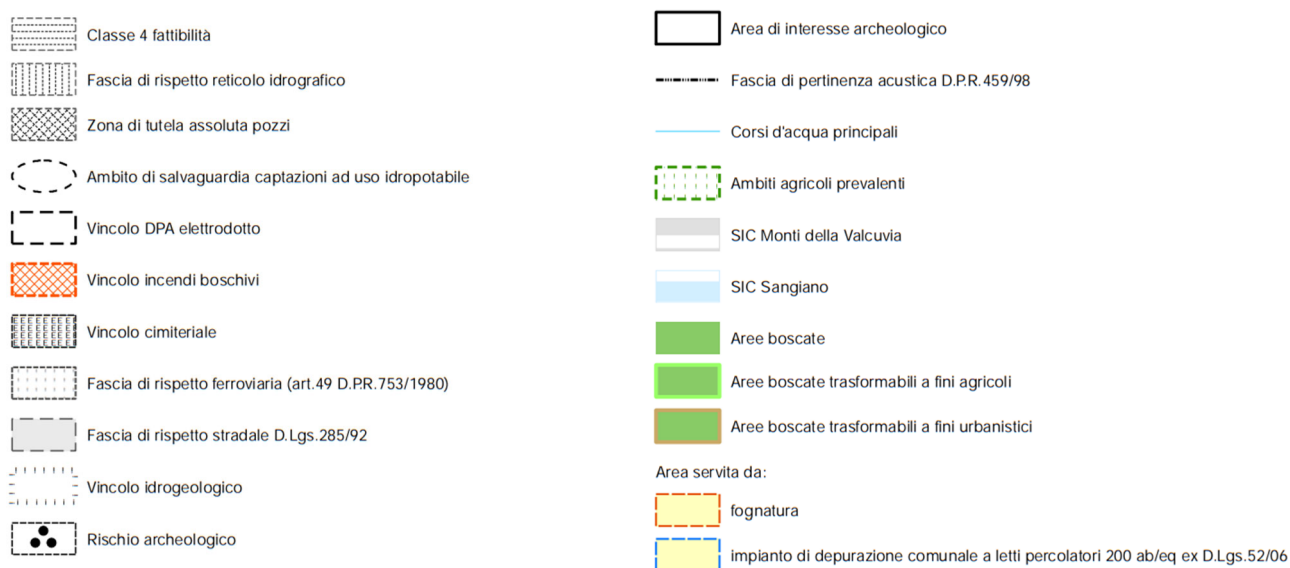 Classe 4 fattibilità
Fascia di rispetto reticolo idrografico
Zona di tutela assoluta pozzi
Ambito di salvaguardia captazioni ad uso idropotabile
Vincolo DPA elettrodotto
Vincolo incendi boschivi
Vincolo cimiteriale
Fascia di rispetto ferroviaria (art.49 D.P.R.753/1980)
Fascia di rispetto stradale D.Lgs.285/92
Vincolo idrogeologico
Rischio archeologico
Area di interesse archeologico
Fascia di pertinenza acustica D.P.R.459/98
Corsi d'acqua principali
Ambiti agricoli prevalenti
SIC Monti della Valcuvia
SIC Sangiano
Aree boscate
Aree boscate trasformabili a fini agricoli
Aree boscate trasformabili a fini urbanistici
Area servita da:
fognatura
impianto di depurazione comunale a letti percolatori 200 ab/eq ex D.Lgs.52/06